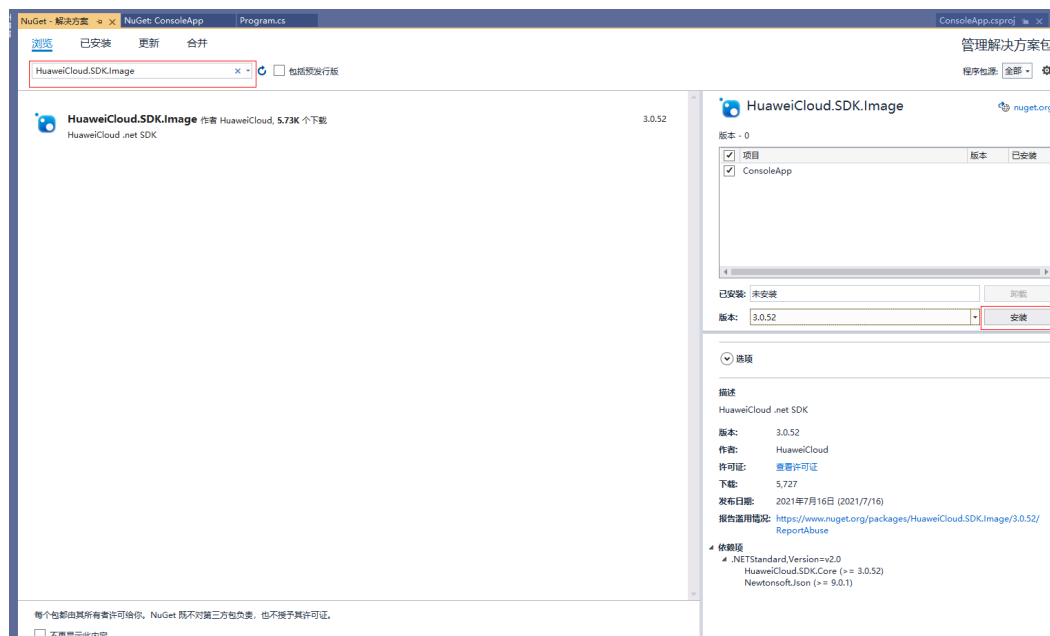 NuGet - 解决方案
NuGet: ConsoleApp
Program.cs
ConsoleApp.csproj
浏览
已安装
更新
合并
管理解决方案包
HuaweiCloud.SDK.Image
包括预发行版
程序包源: 全部
HuaweiCloud.SDK.Image 作者 HuaweiCloud, 5.73K 个下载
3.0.52
HuaweiCloud .net SDK
HuaweiCloud.SDK.Image
nuget.org
版本 - 0
项目 版本 已安装
ConsoleApp
已安装: 未安装
卸载
版本: 3.0.52
安装
选项
描述
HuaweiCloud .net SDK
版本: 3.0.52
作者: HuaweiCloud
许可证: 查看许可证
下载: 5,727
发布日期: 2021年7月16日 (2021/7/16)
报告滥用情况: https://www.nuget.org/packages/HuaweiCloud.SDK.Image/3.0.52/
ReportAbuse
依赖项
.NETStandard,Version=v2.0
HuaweiCloud.SDK.Core (>= 3.0.52)
Newtonsoft.Json (>= 9.0.1)
每个包都由其所有者许可给你。NuGet 既不对第三方包负责，也不授予其许可证。
不再显示此内容